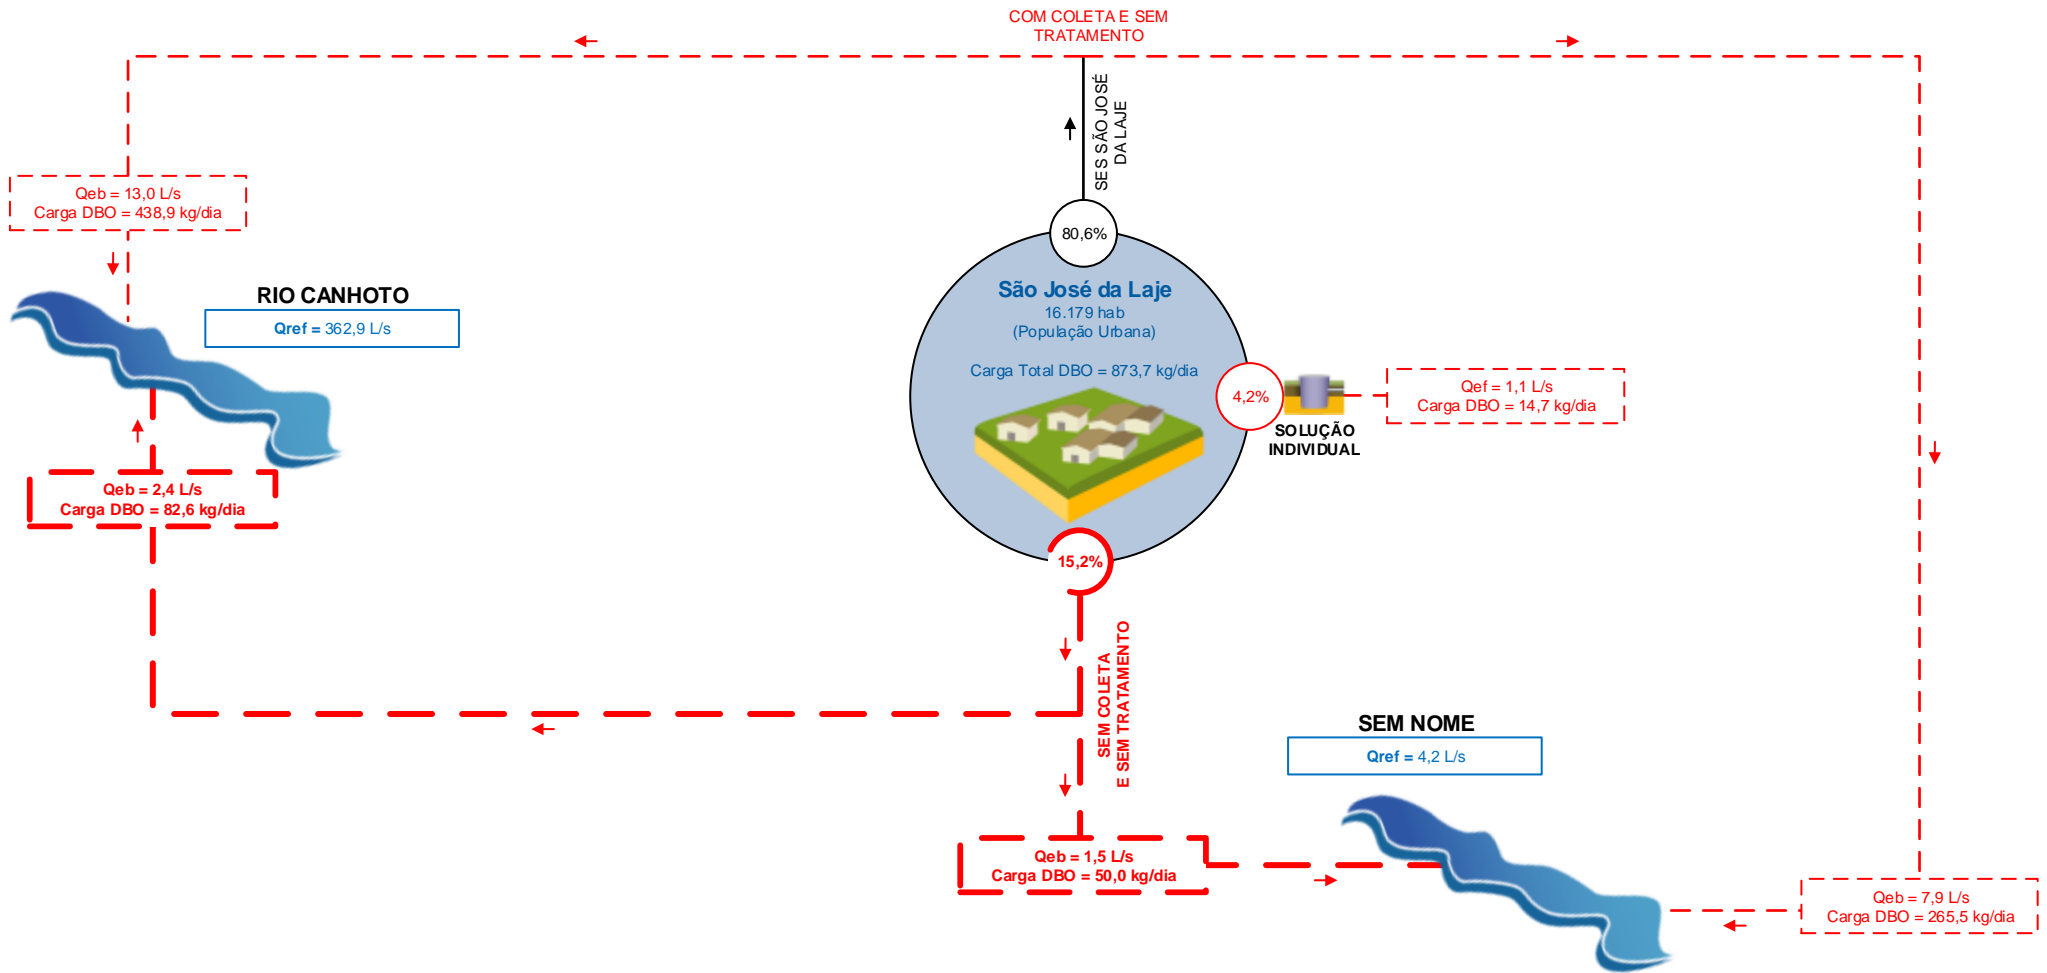 COM COLETA E SEM
TRATAMENTO
SES SÃO JOSÉ
DA LAJE
Qeb = 13,0 L/s
Carga DBO = 438,9 kg/dia
80,6%
RIO CANHOTO
Qref = 362,9 L/s
São José da Laje
16.179 hab
(População Urbana)
Carga Total DBO = 873,7 kg/dia
4,2%
SOLUÇÃO
INDIVIDUAL
Qef = 1,1 L/s
Carga DBO = 14,7 kg/dia
Qeb = 2,4 L/s
Carga DBO = 82,6 kg/dia
15,2%
SEM COLETA
E SEM TRATAMENTO
SEM NOME
Qref = 4,2 L/s
Qeb = 1,5 L/s
Carga DBO = 50,0 kg/dia
Qeb = 7,9 L/s
Carga DBO = 265,5 kg/dia